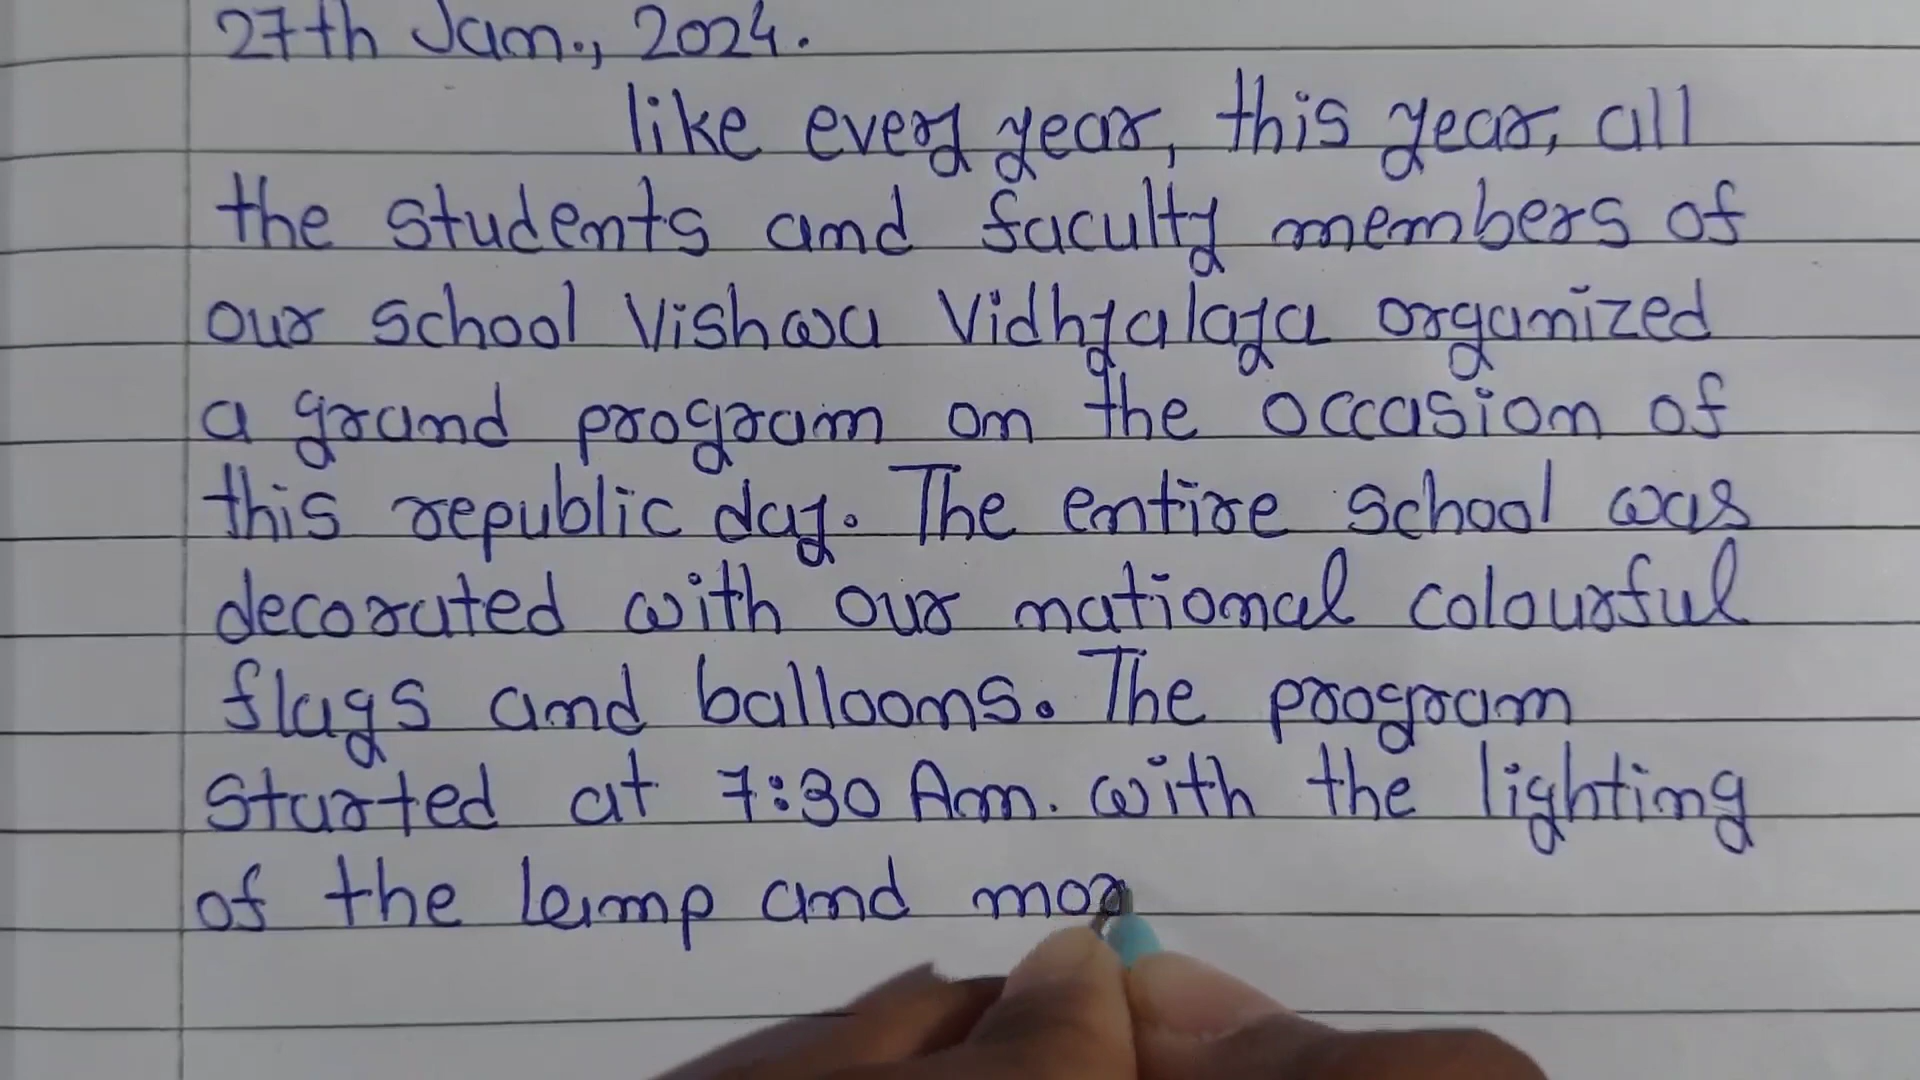 27th Jan., 2024.
like every year, this year, all
the students and faculty members of
our school Vishwa Vidhyalaya organized
a grand program on the occasion of
this republic day. The entire school was
decorated with our national colourful
flags and balloons. The program
started at 7:30 Am. with the lighting
of the lamp and mor